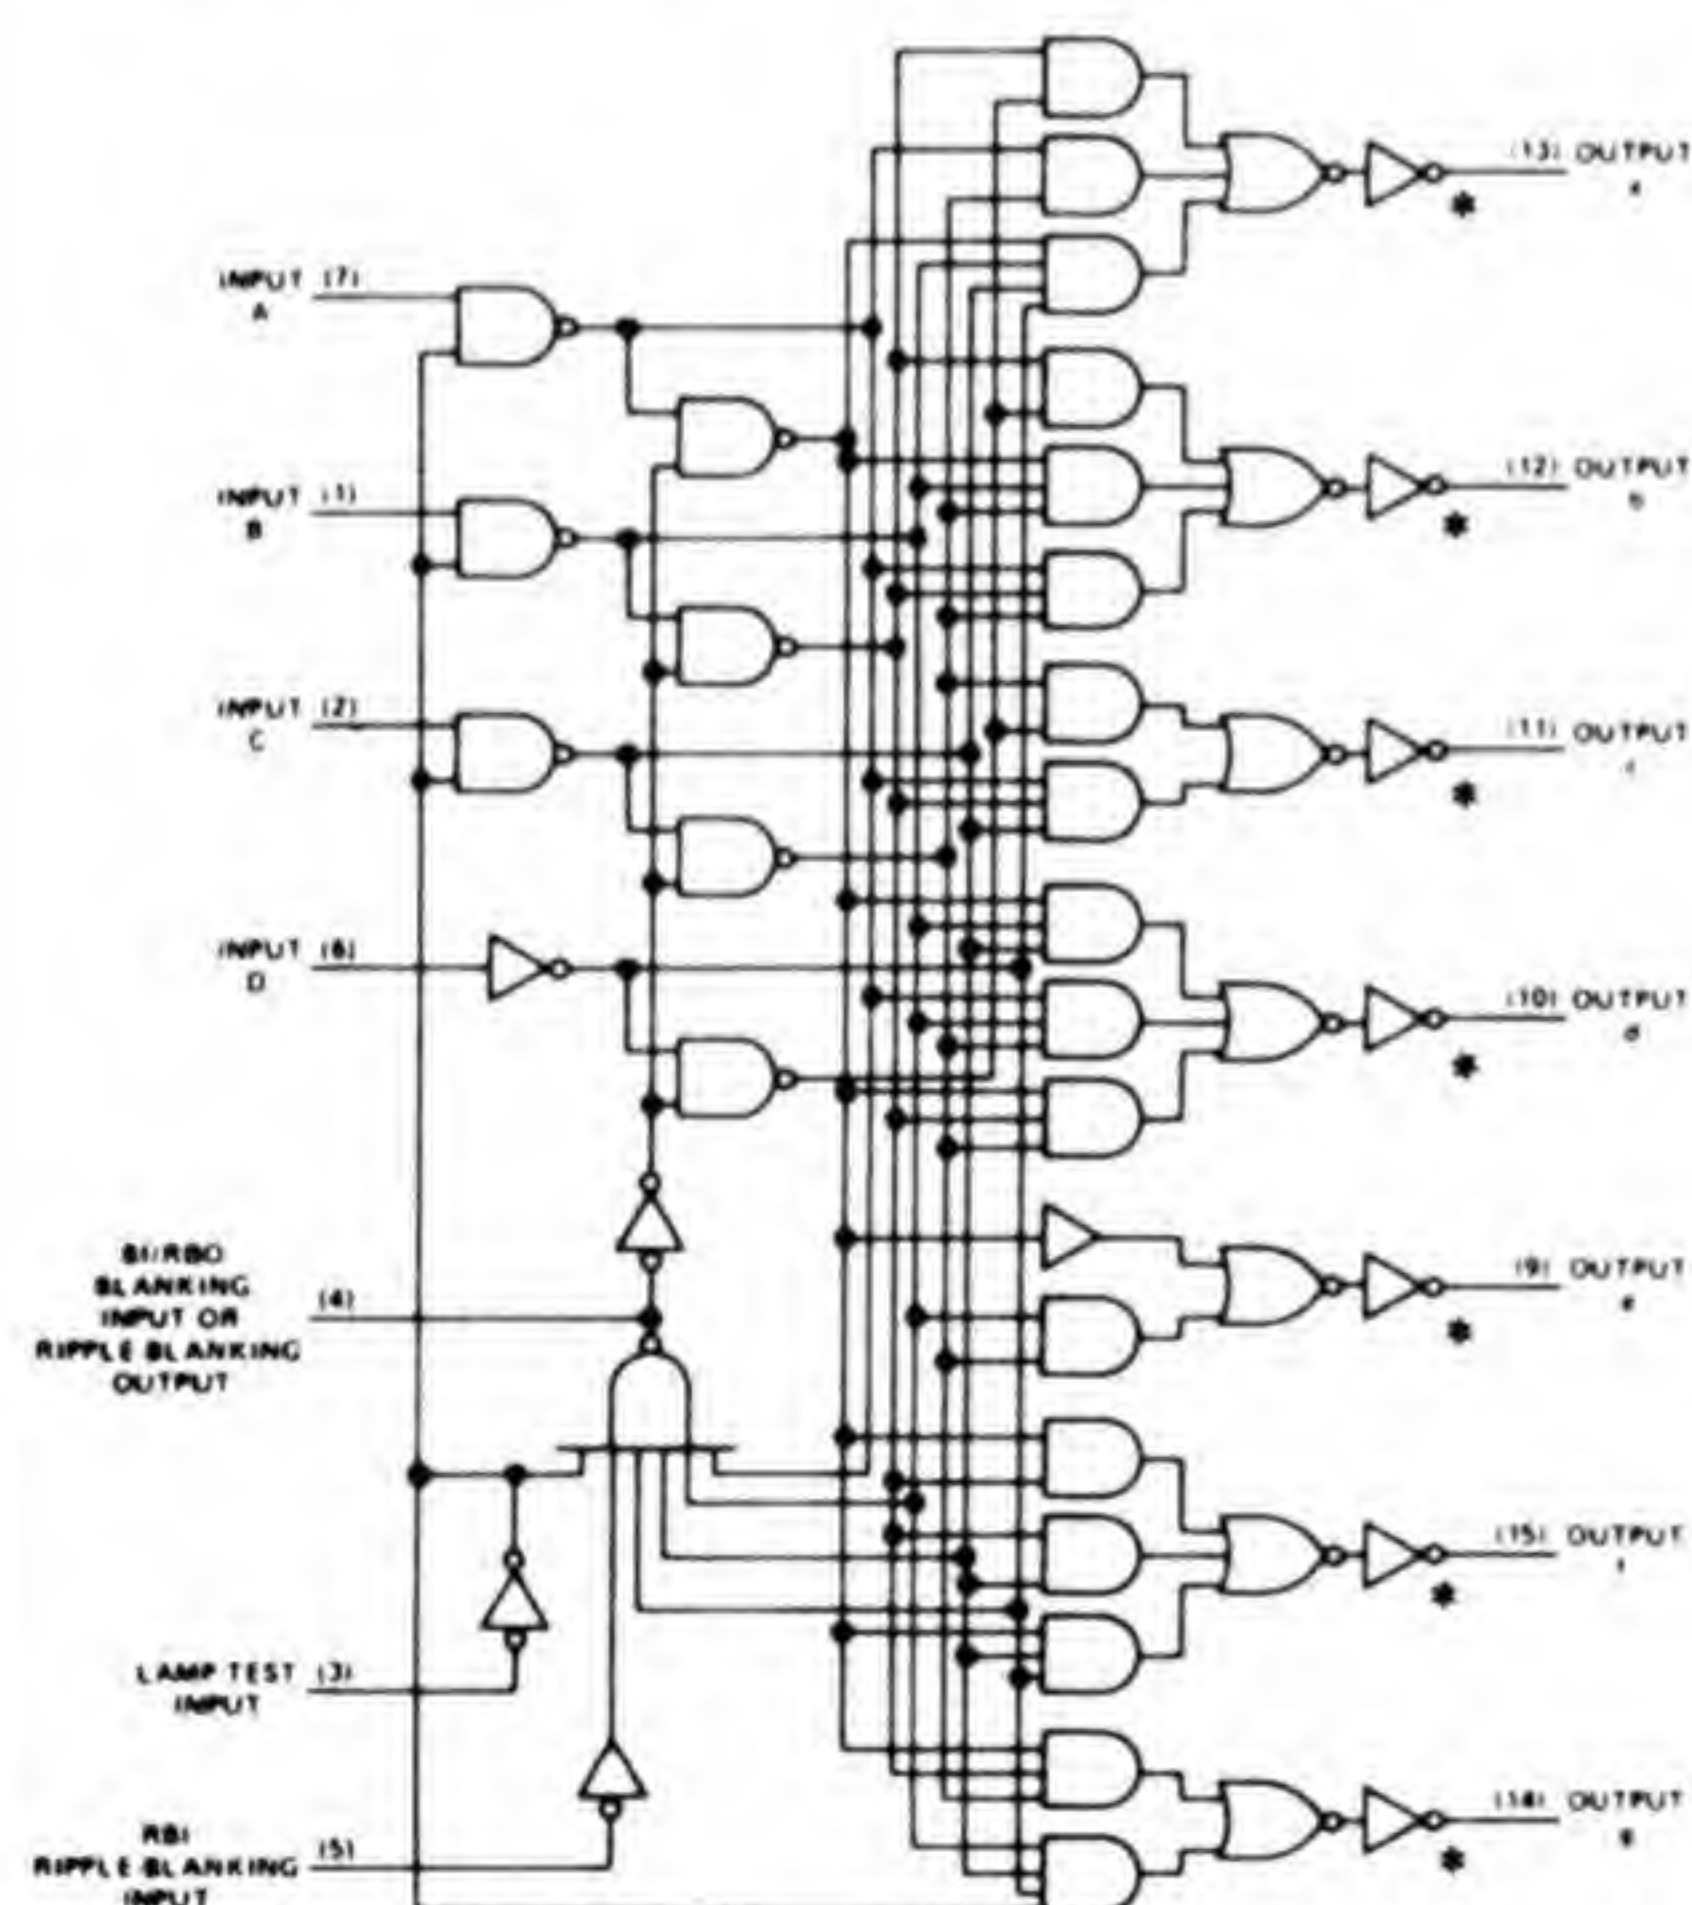 INPUT (7)
A
INPUT (1)
B
INPUT (2)
C
INPUT (6)
D
BI/RBO
BLANKING
INPUT OR
RIPPLE-BLANKING
OUTPUT
(4)
LAMP-TEST (3)
INPUT
RBI
RIPPLE-BLANKING
INPUT
(5)
(13) OUTPUT
a
*
(12) OUTPUT
b
*
(11) OUTPUT
c
*
(10) OUTPUT
d
*
(9) OUTPUT
e
*
(15) OUTPUT
f
*
(14) OUTPUT
g
*